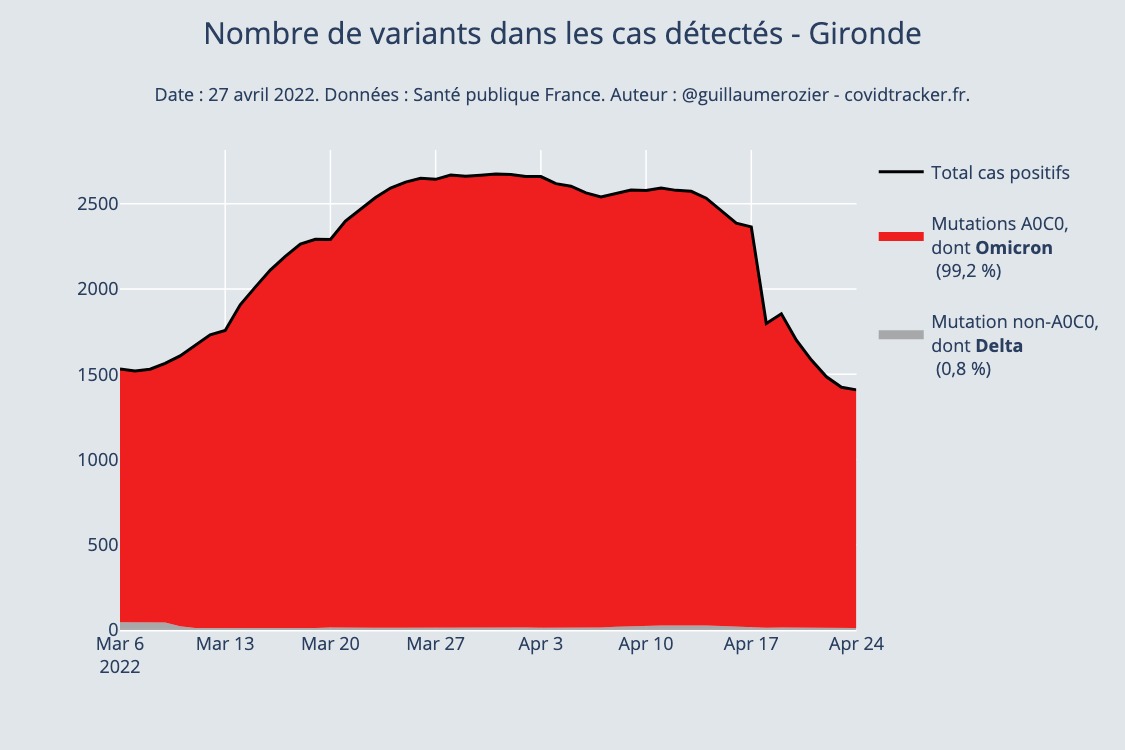 Nombre de variants dans les cas détectés - Gironde
Date : 27 avril 2022. Données : Santé publique France. Auteur : @guillaumerozier - covidtracker.fr.
Total cas positifs
Mutations A0C0,
dont Omicron
(99,2 %)
Mutation non-A0C0,
dont Delta
(0,8 %)
2500
2000
1500
1000
500
0
Mar 6 Mar 13 Mar 20 Mar 27 Apr 3 Apr 10 Apr 17 Apr 24
2022